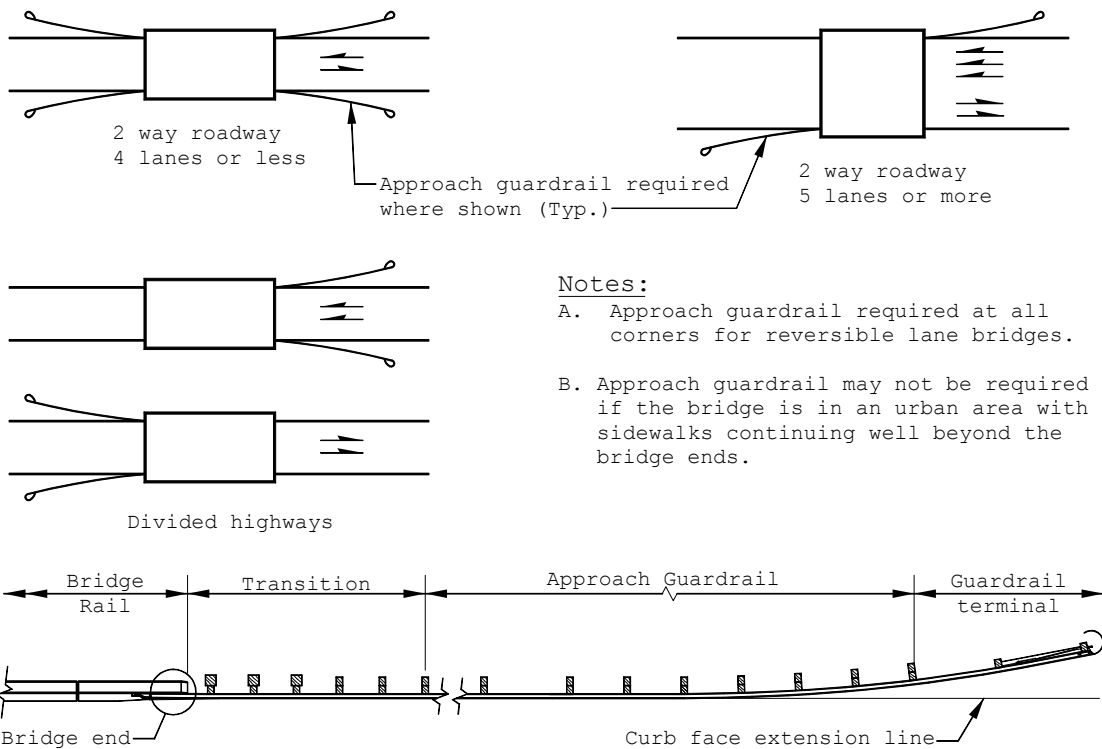 2 way roadway
4 lanes or less
Approach guardrail required
where shown (Typ.)
2 way roadway
5 lanes or more
Notes:
A. Approach guardrail required at all
corners for reversible lane bridges.
B. Approach guardrail may not be required
if the bridge is in an urban area with
sidewalks continuing well beyond the
bridge ends.
Divided highways
Bridge
Rail
Transition
Approach Guardrail
Guardrail
terminal
Bridge end
Curb face extension line